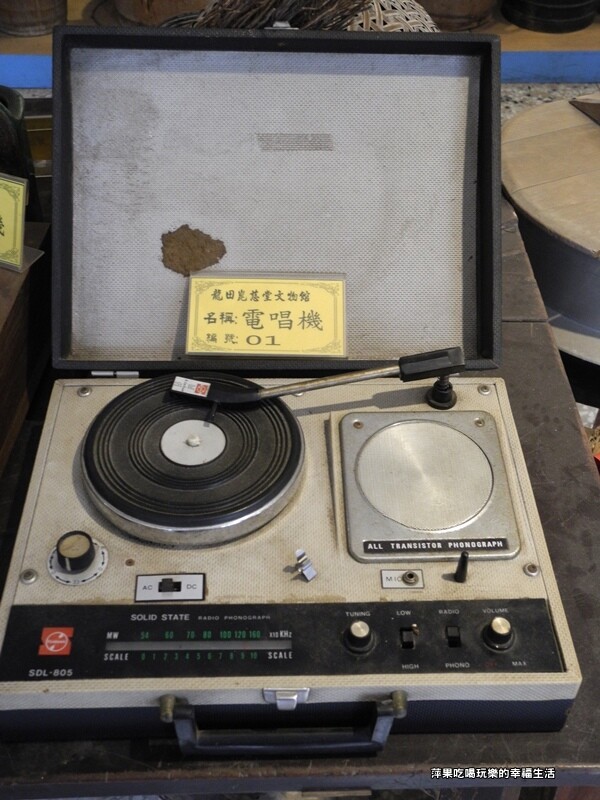 龍田崑慈堂文物館
名稱:電唱機
編號:01
機
ALL TRANSISTOR PHONOGRAPH
AC DC
MIC
SOLID STATE RADIO PHONOGRAPH
MW 54 60 70 80 100 120 160 X10 KHz
SCALE 0 1 2 3 4 5 6 7 8 9 10 SCALE
TUNING LOW RADIO VOLUME
HIGH PHONO MAX
SDL-805
萍果吃喝玩樂的幸福生活